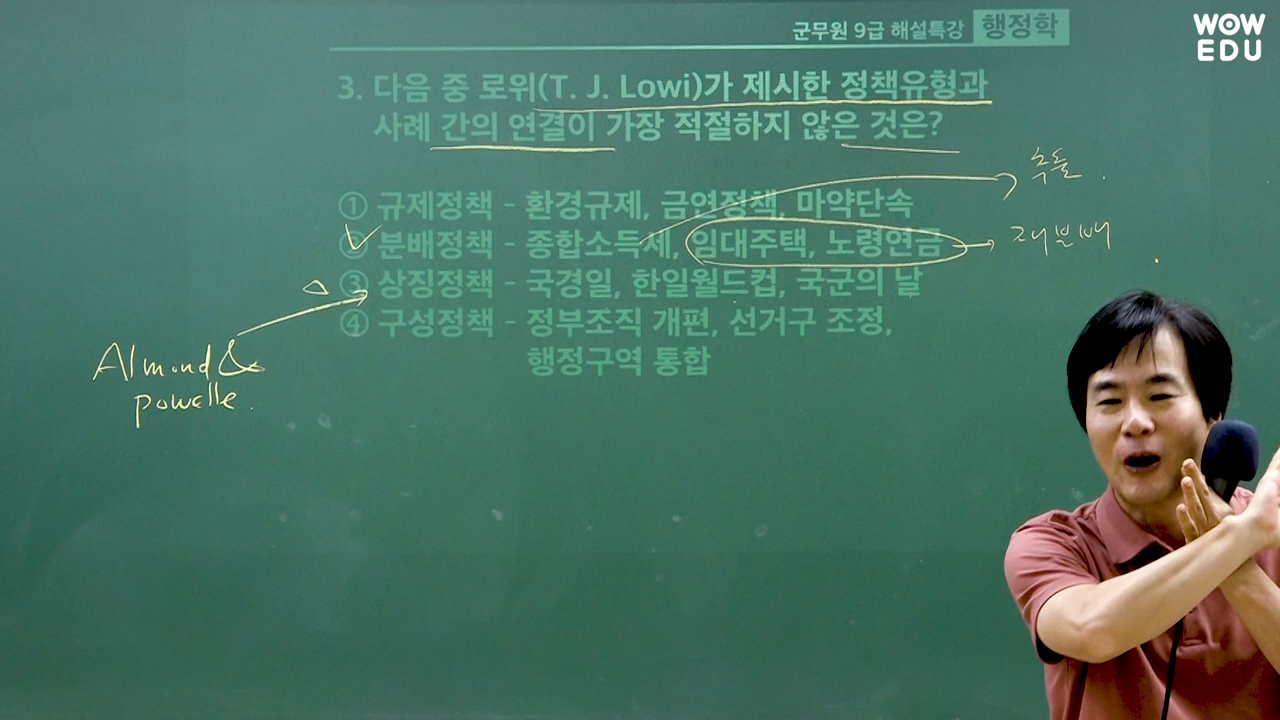 군무원 9급 해설특강 행정학
WOW
EDU
3. 다음 중 로위(T. J. Lowi)가 제시한 정책유형과
사례 간의 연결이 가장 적절하지 않은 것은?
추출
① 규제정책 - 환경규제, 금연정책, 마약단속
② 분배정책 - 종합소득세, 임대주택, 노령연금
재분배
③ 상징정책 - 국경일, 한일월드컵, 국군의 날
④ 구성정책 - 정부조직 개편, 선거구 조정,
행정구역 통합
Almond &
powelle.